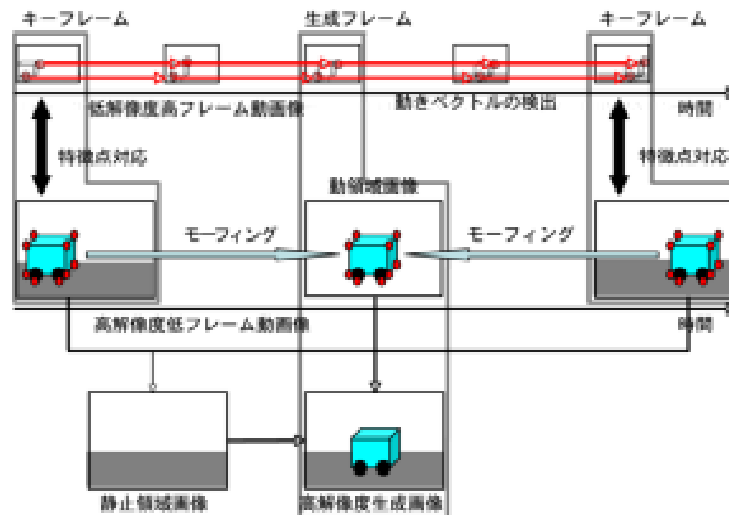 キーフレーム
生成フレーム
キーフレーム
低解像度高フレーム動画像
動きベクトルの検出
時間
特徴点対応
動領域画像
特徴点対応
モーフィング
モーフィング
高解像度低フレーム動画像
時間
静止領域画像
高解像度生成画像